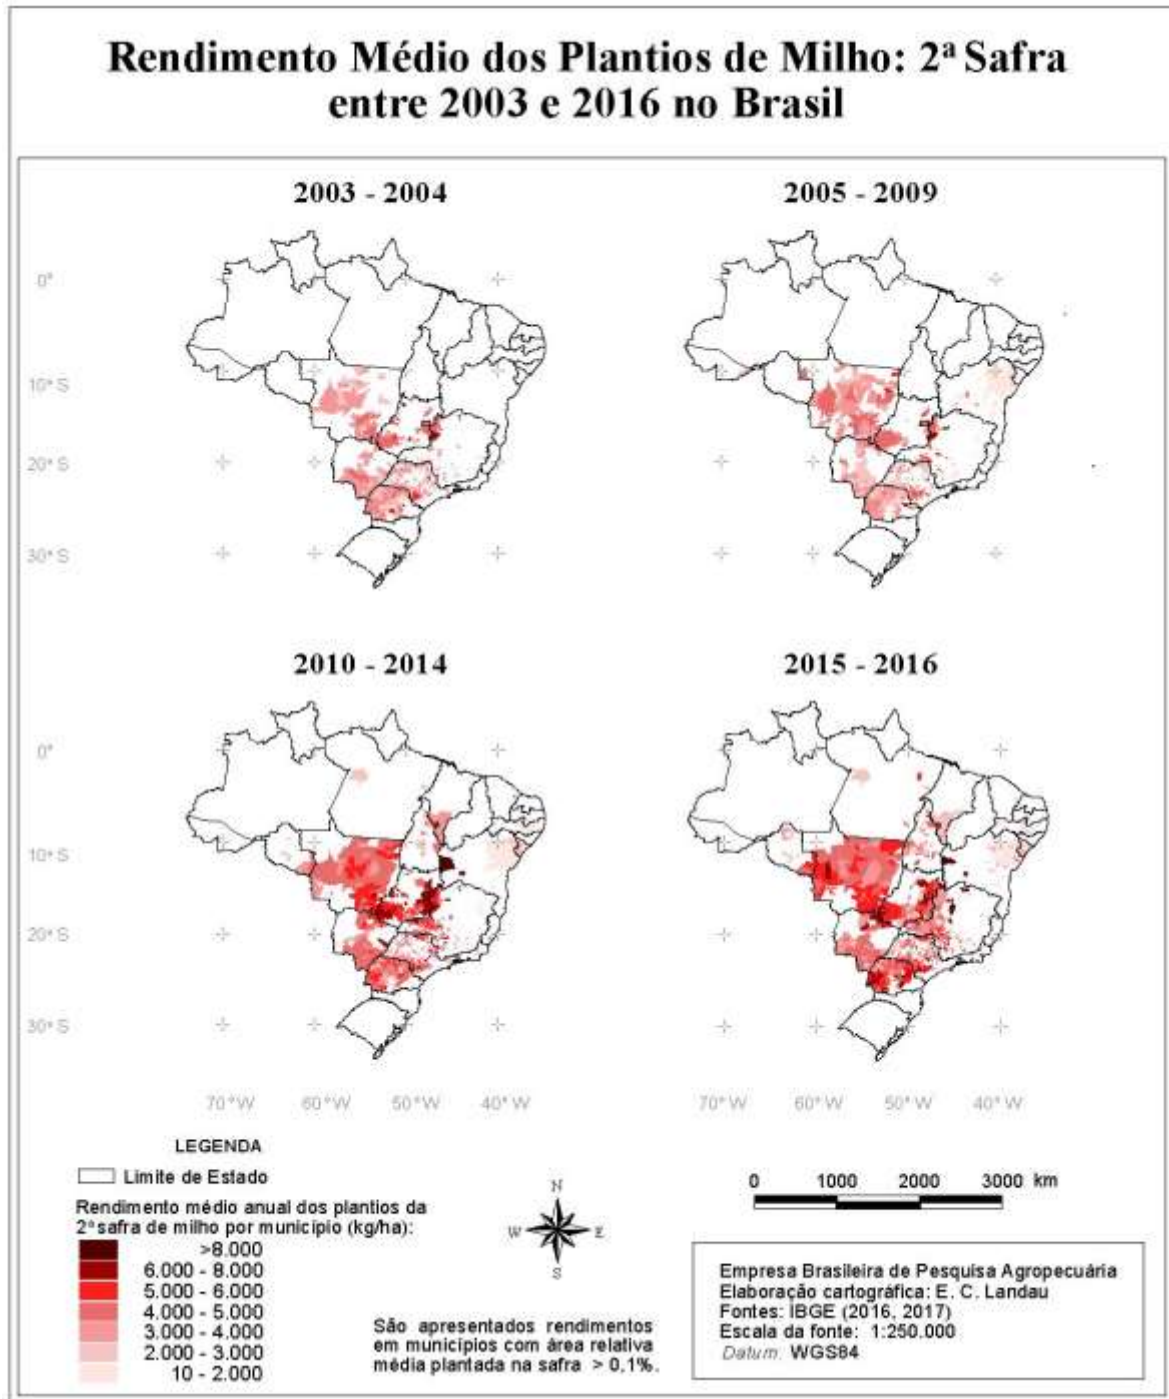 Rendimento Médio dos Plantios de Milho: 2ª Safra
entre 2003 e 2016 no Brasil
2003 - 2004
2005 - 2009
0°
10° S
20° S
30° S
2010 - 2014
2015 - 2016
0°
10° S
20° S
30° S
70° W 60° W 50° W 40° W
70° W 60° W 50° W 40° W
LEGENDA
Limite de Estado
Rendimento médio anual dos plantios da
2ª safra de milho por município (kg/ha):
>8.000
6.000 - 8.000
5.000 - 6.000
4.000 - 5.000
3.000 - 4.000
2.000 - 3.000
10 - 2.000
N
W E
S
São apresentados rendimentos
em municípios com área relativa
média plantada na safra > 0,1%.
0 1000 2000 3000 km
Empresa Brasileira de Pesquisa Agropecuária
Elaboração cartográfica: E. C. Landau
Fontes: IBGE (2016, 2017)
Escala da fonte: 1:250.000
Datum: WGS84